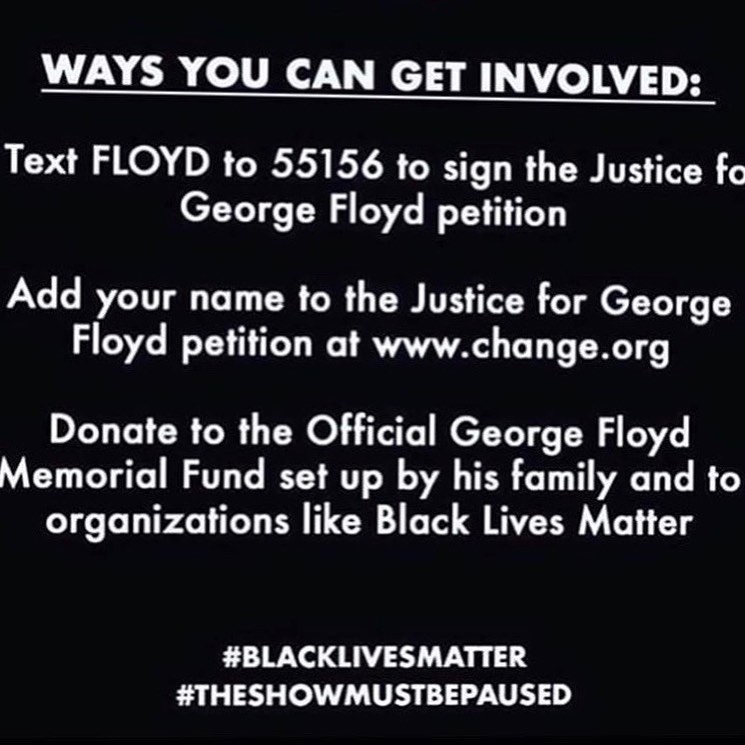 WAYS YOU CAN GET INVOLVED:
Text FLOYD to 55156 to sign the Justice fo
George Floyd petition
Add your name to the Justice for George
Floyd petition at www.change.org
Donate to the Official George Floyd
Memorial Fund set up by his family and to
organizations like Black Lives Matter
#BLACKLIVESMATTER
#THESHOWMUSTBEPAUSED